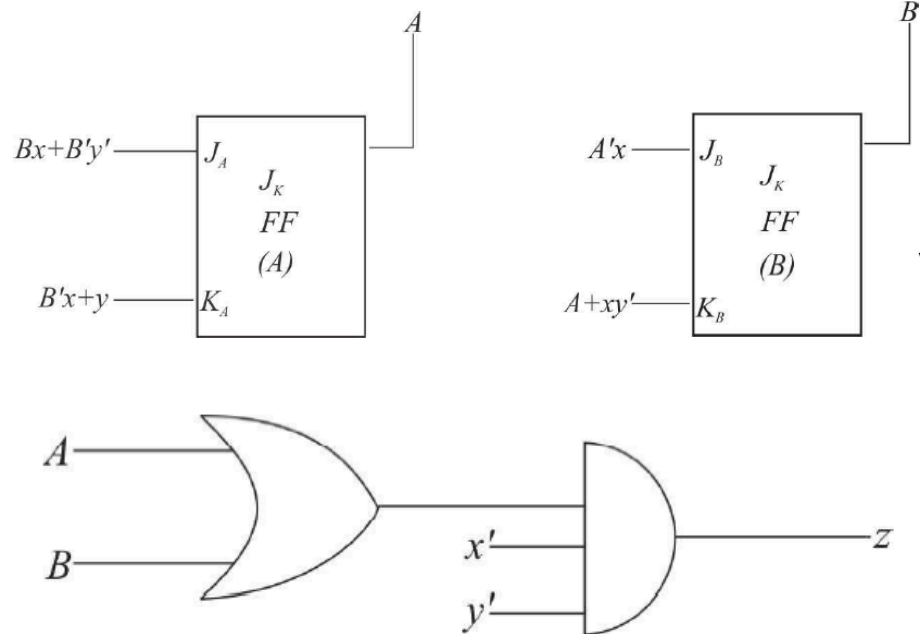 A
B
Bx+B'y'
J_A
J_K
FF
(A)
B'x+y
K_A
A'x
J_B
J_K
FF
(B)
A+xy'
K_B
A
B
x'
y'
z